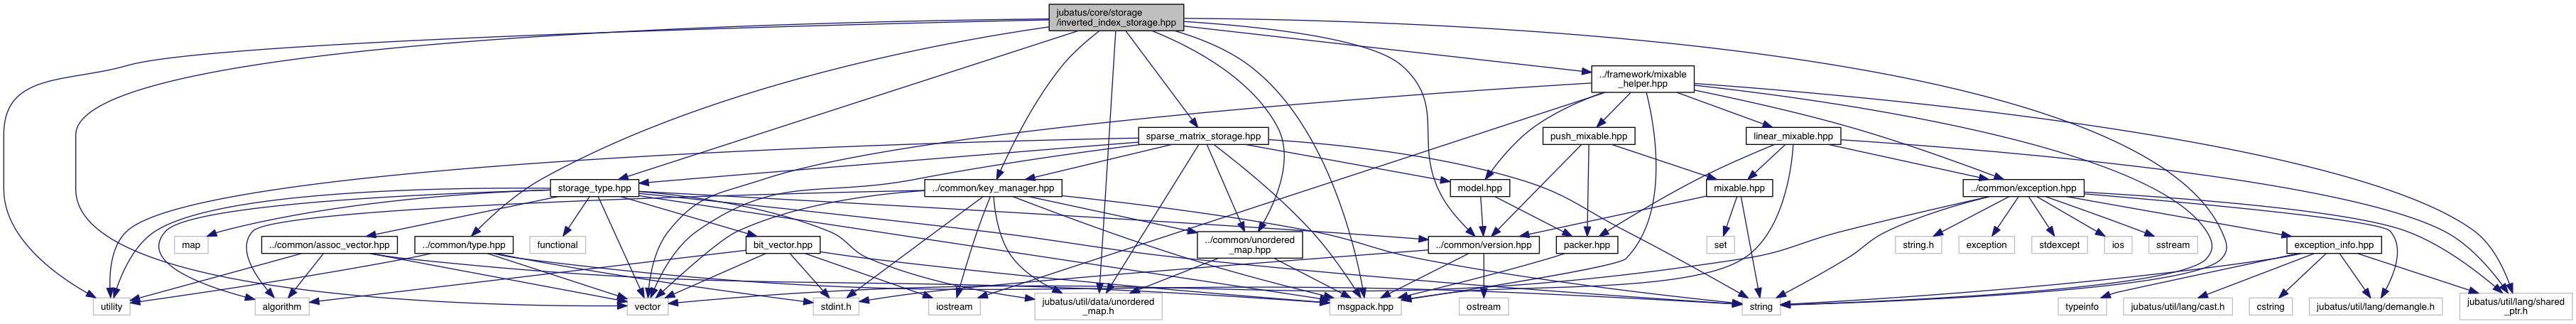 jubatus/core/storage
/inverted_index_storage.hpp
../framework/mixable
_helper.hpp
sparse_matrix_storage.hpp
push_mixable.hpp
linear_mixable.hpp
storage_type.hpp
../common/key_manager.hpp
model.hpp
mixable.hpp
../common/exception.hpp
map
../common/assoc_vector.hpp
../common/type.hpp
functional
bit_vector.hpp
../common/unordered
_map.hpp
../common/version.hpp
packer.hpp
set
string.h
exception
stdexcept
ios
sstream
exception_info.hpp
utility
algorithm
vector
stdint.h
iostream
jubatus/util/data/unordered
_map.h
msgpack.hpp
ostream
string
typeinfo
jubatus/util/lang/cast.h
cstring
jubatus/util/lang/demangle.h
jubatus/util/lang/shared
_ptr.h